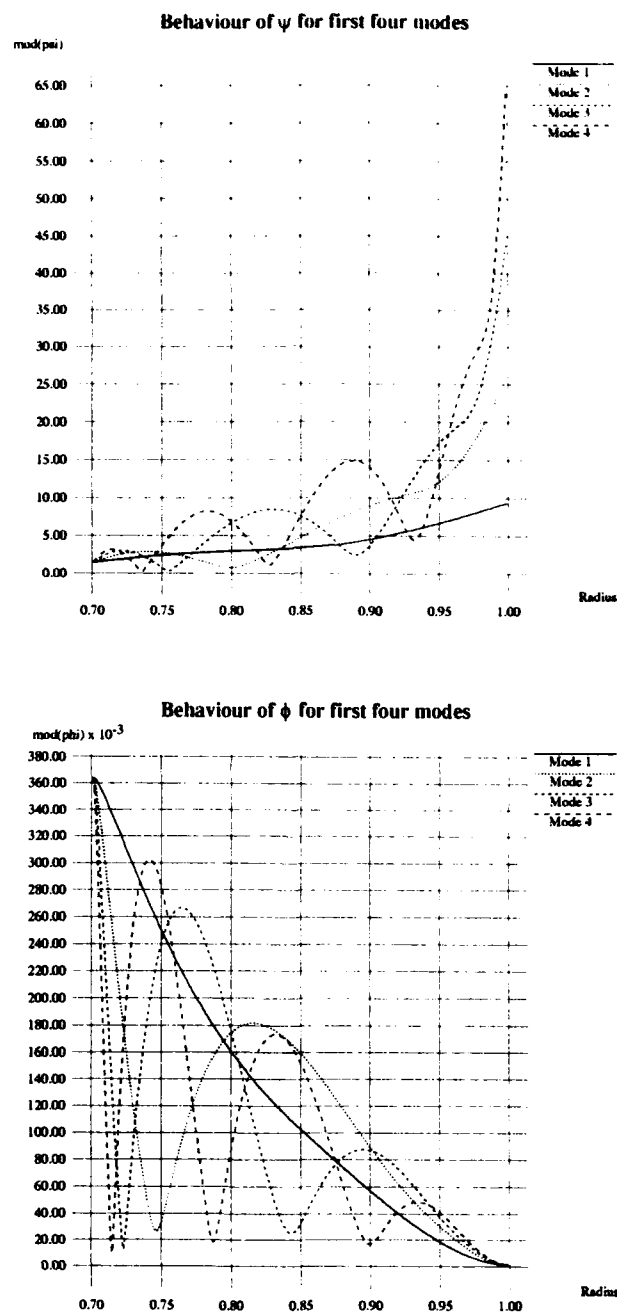 Behaviour of ψ for first four modes
mod(psi)
Mode 1
Mode 2
Mode 3
Mode 4
65.00
60.00
55.00
50.00
45.00
40.00
35.00
30.00
25.00
20.00
15.00
10.00
5.00
0.00
0.70 0.75 0.80 0.85 0.90 0.95 1.00
Radius
Behaviour of ϕ for first four modes
mod(phi) x 10-3
Mode 1
Mode 2
Mode 3
Mode 4
380.00
360.00
340.00
320.00
300.00
280.00
260.00
240.00
220.00
200.00
180.00
160.00
140.00
120.00
100.00
80.00
60.00
40.00
20.00
0.00
0.70 0.75 0.80 0.85 0.90 0.95 1.00
Radius